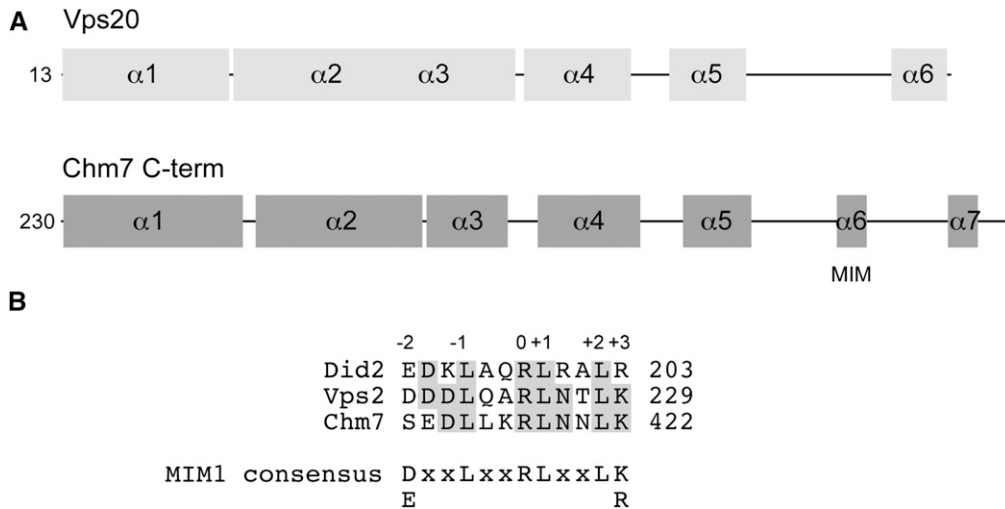 A
Vps20
13 α1 α2 α3 α4 α5 α6
Chm7 C-term
230 α1 α2 α3 α4 α5 α6 α7
MIM
B
-2 -1 0 +1 +2 +3
Did2 EDKLAQRLRALR 203
Vps2 DDDLQARLNTLK 229
Chm7 SEDLLKRLNNLK 422
MIM1 consensus DxxLxxRLxxLK
E R